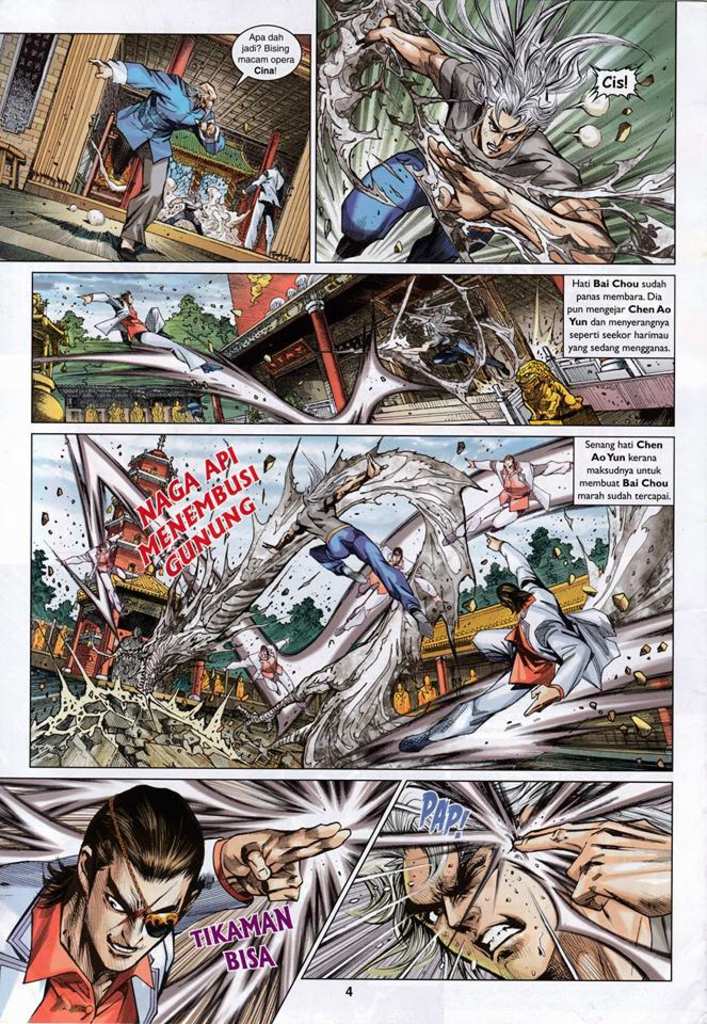 Apa dah
jadi? Bising
macam opera
Cina!
Cis!
Hati Bai Chou sudah
panas membara. Dia
pun mengejar Chen Ao
Yun dan menyerangnya
seperti seekor harimau
yang sedang mengganas.
Senang hati Chen
Ao Yun kerana
maksudnya untuk
membuat Bai Chou
marah sudah tercapai.
NAGA API
MENEMBUSI
GUNUNG
TIKAMAN
BISA
PAP!
4